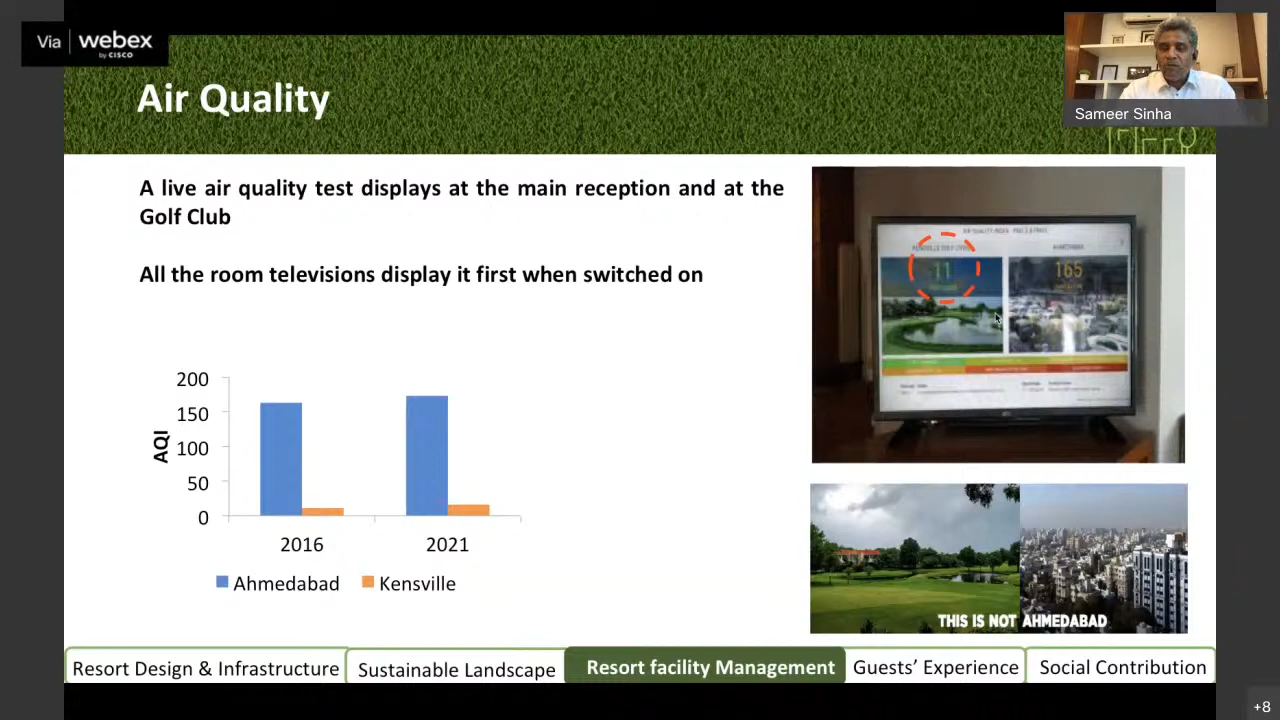 Via webex
by CISCO
Air Quality
Sameer Sinha
A live air quality test displays at the main reception and at the
Golf Club
All the room televisions display it first when switched on
11
165
200
150
100
50
0
AQI
2016
2021
Ahmedabad
Kensville
THIS IS NOT AHMEDABAD
Resort Design & Infrastructure
Sustainable Landscape
Resort facility Management
Guests’ Experience
Social Contribution
+8